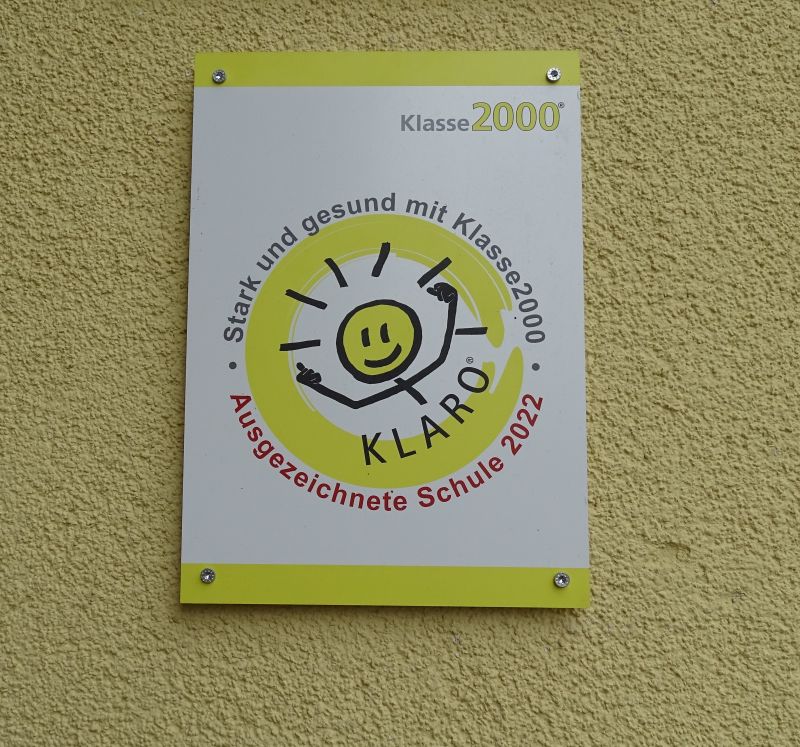 Klasse2000®
• Stark und gesund mit Klasse2000 •
KLARO®
Ausgezeichnete Schule 2022